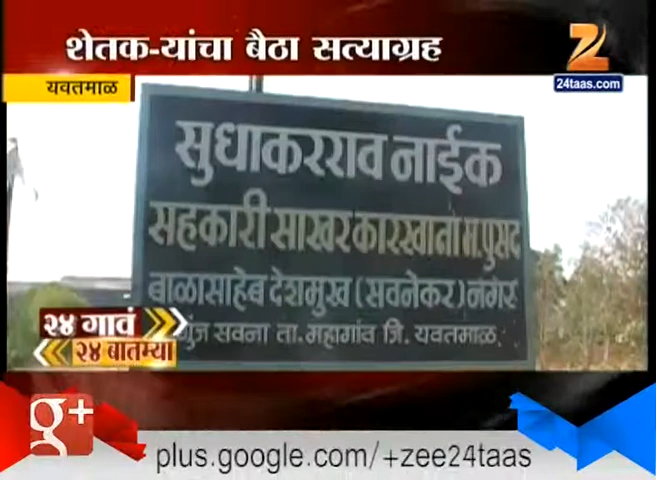 शेतकऱ्यांचा बैठा सत्याग्रह
24taas.com
यवतमाळ
सुधाकरराव नाईक
सहकारी साखर कारखाना म. पुसद
बाळासाहेब देशमुख (सवनेकर) नगर
गुंज सवना ता. महागांव जि. यवतमाळ.
२४ गावं
२४ बातम्या
g+
plus.google.com/+zee24taas